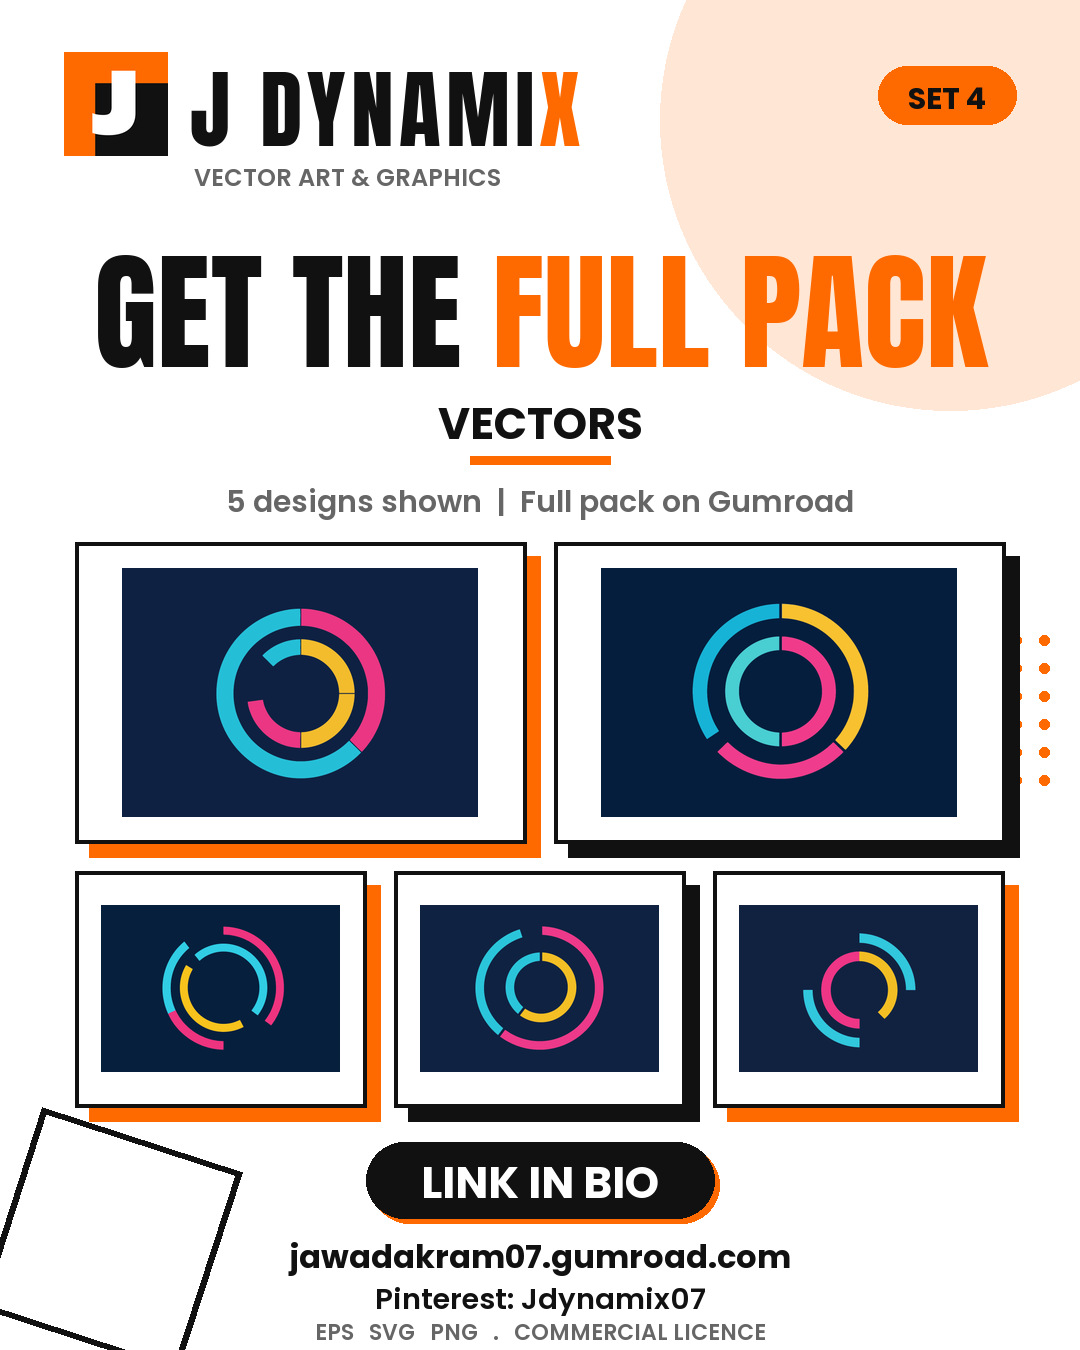 J DYNAMIX
SET 4
VECTOR ART & GRAPHICS
GET THE FULL PACK
VECTORS
5 designs shown | Full pack on Gumroad
LINK IN BIO
jawadakram07.gumroad.com
Pinterest: Jdynamix07
EPS SVG PNG . COMMERCIAL LICENCE